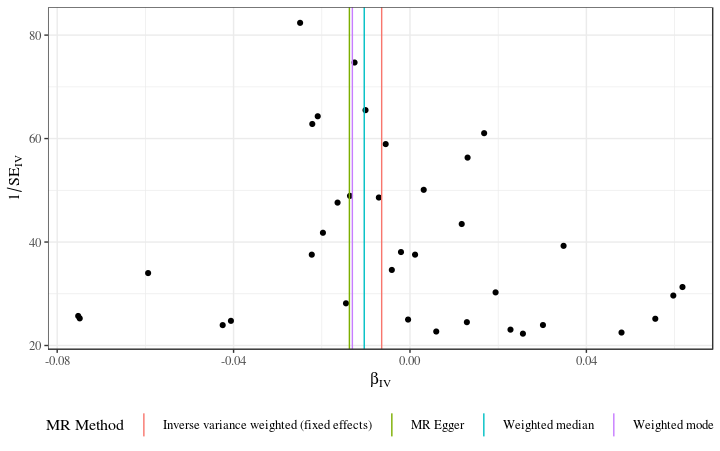 80
60
40
20
1/SE_IV
-0.08
-0.04
0.00
0.04
β_IV
MR Method
Inverse variance weighted (fixed effects)
MR Egger
Weighted median
Weighted mode